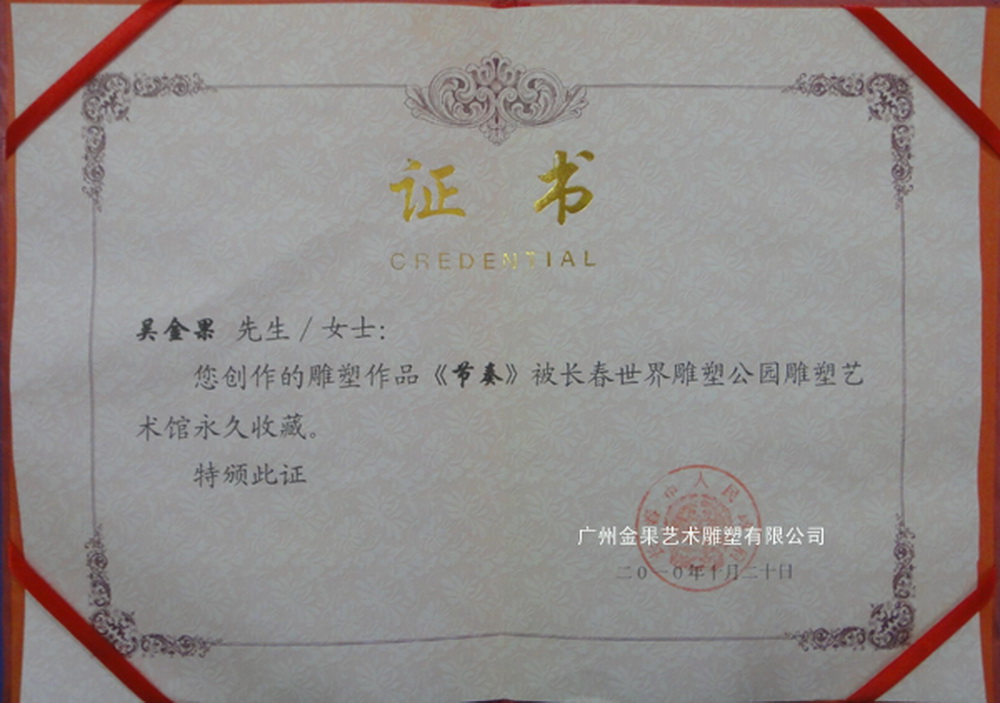 证书
CREDENTIAL
吴金果 先生/女士:
您创作的雕塑作品《节奏》被长春世界雕塑公园雕塑艺
术馆永久收藏。
特颁此证
广州金果艺术雕塑有限公司
二0一0年十月二十日